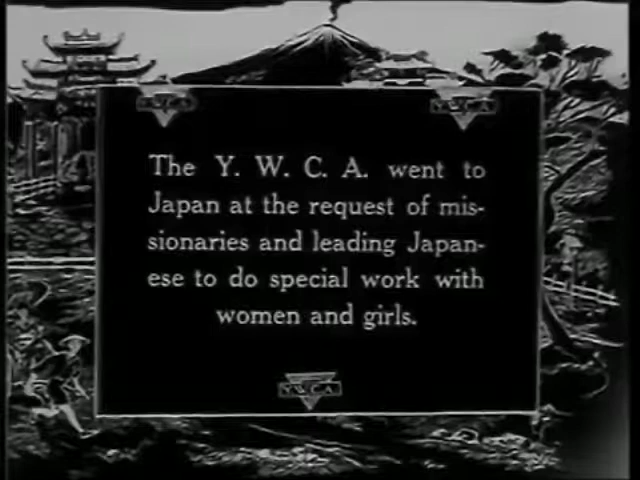 Y.W.C.A.
Y.W.C.A.
The Y. W. C. A. went to
Japan at the request of mis-
sionaries and leading Japan-
ese to do special work with
women and girls.
Y.W.C.A.